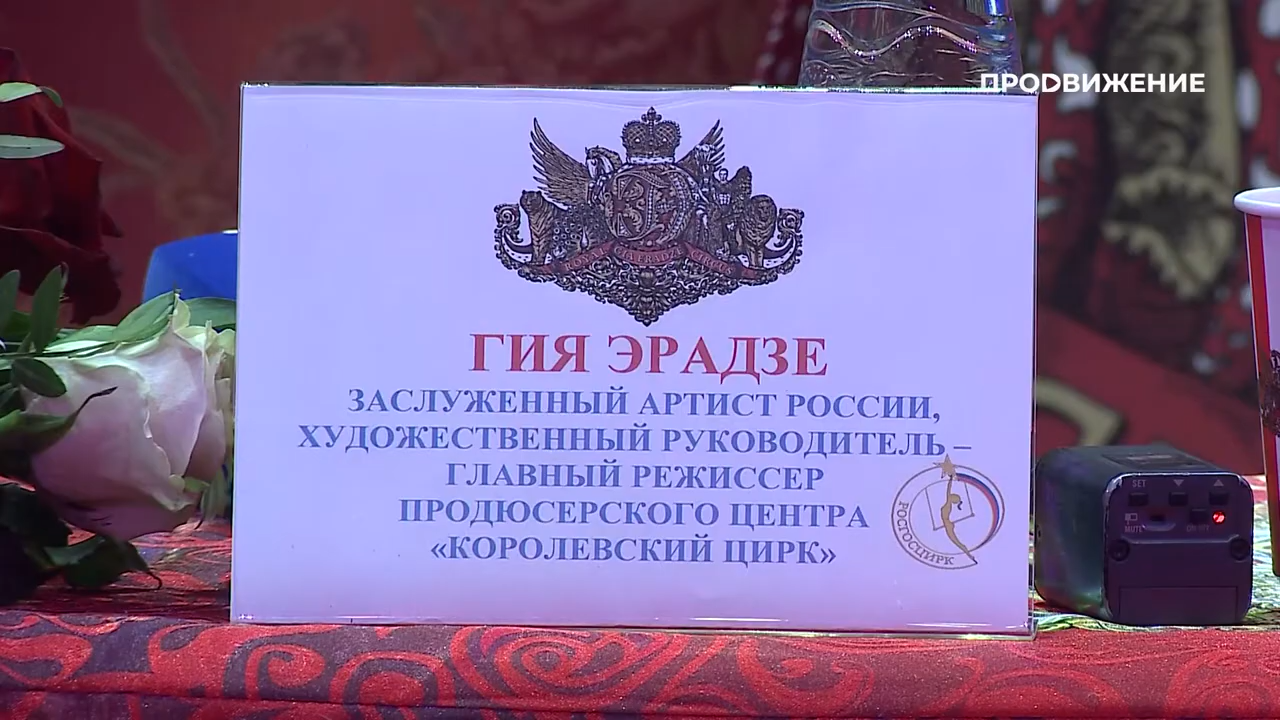 ПРОДВИЖЕНИЕ
ГИЯ ЭРАДЗЕ
ЗАСЛУЖЕННЫЙ АРТИСТ РОССИИ,
ХУДОЖЕСТВЕННЫЙ РУКОВОДИТЕЛЬ –
ГЛАВНЫЙ РЕЖИССЕР
ПРОДЮСЕРСКОГО ЦЕНТРА
«КОРОЛЕВСКИЙ ЦИРК»
РОСГОСЦИРК
SET
MUTE